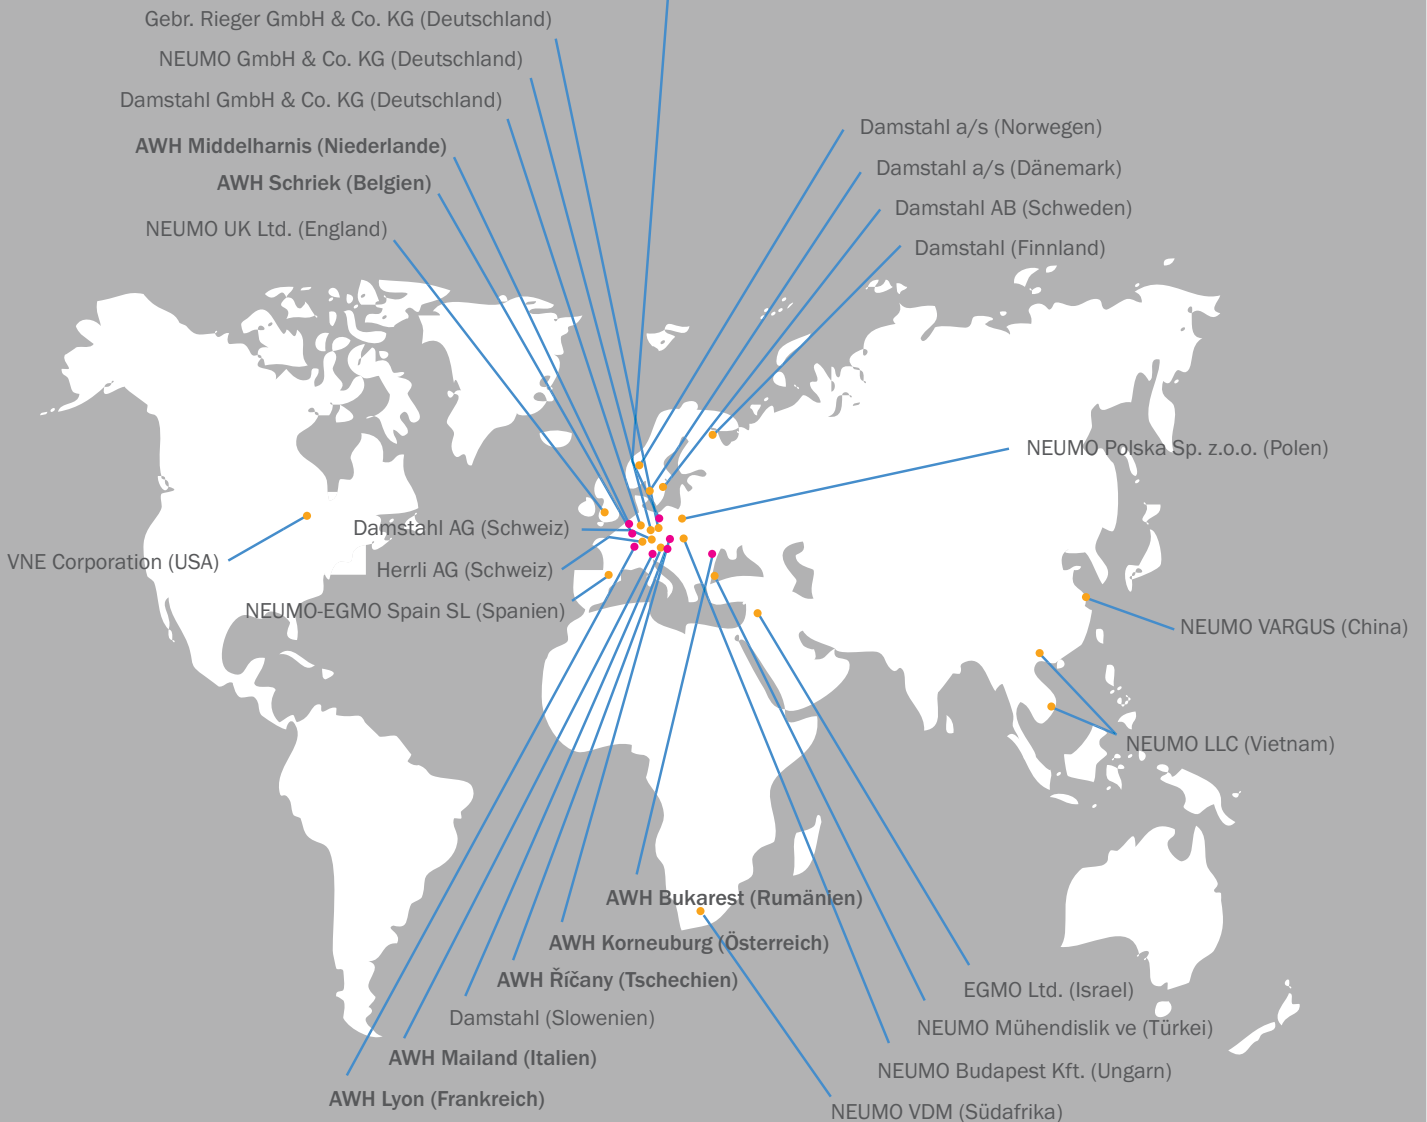 Gebr. Rieger GmbH & Co. KG (Deutschland)
NEUMO GmbH & Co. KG (Deutschland)
Damstahl GmbH & Co. KG (Deutschland)
AWH Middelharnis (Niederlande)
AWH Schriek (Belgien)
NEUMO UK Ltd. (England)
Damstahl a/s (Norwegen)
Damstahl a/s (Dänemark)
Damstahl AB (Schweden)
Damstahl (Finnland)
NEUMO Polska Sp. z.o.o. (Polen)
Damstahl AG (Schweiz)
VNE Corporation (USA)
Herrli AG (Schweiz)
NEUMO-EGMO Spain SL (Spanien)
NEUMO VARGUS (China)
NEUMO LLC (Vietnam)
AWH Bukarest (Rumänien)
AWH Korneuburg (Österreich)
AWH Říčany (Tschechien)
Damstahl (Slowenien)
AWH Mailand (Italien)
AWH Lyon (Frankreich)
EGMO Ltd. (Israel)
NEUMO Mühendislik ve (Türkei)
NEUMO Budapest Kft. (Ungarn)
NEUMO VDM (Südafrika)